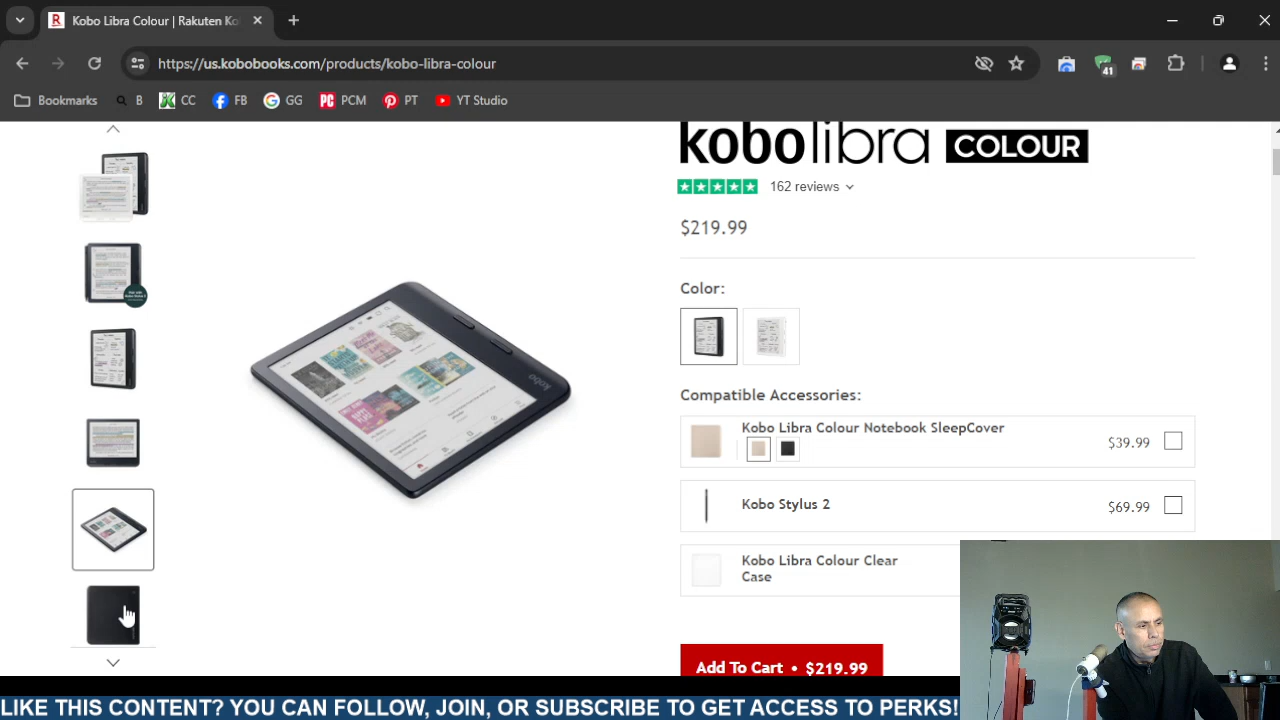 Kobo Libra Colour | Rakuten Ko
https://us.kobobooks.com/products/kobo-libra-colour
41
Bookmarks
B
CC
FB
GG
PCM
PT
YT Studio
kobo libra COLOUR
162 reviews
$219.99
Color:
Compatible Accessories:
Kobo Libra Colour Notebook SleepCover
$39.99
Kobo Stylus 2
$69.99
Kobo Libra Colour Clear
Case
Add To Cart • $219.99
kobo
LIKE THIS CONTENT? YOU CAN FOLLOW, JOIN, OR SUBSCRIBE TO GET ACCESS TO PERKS!